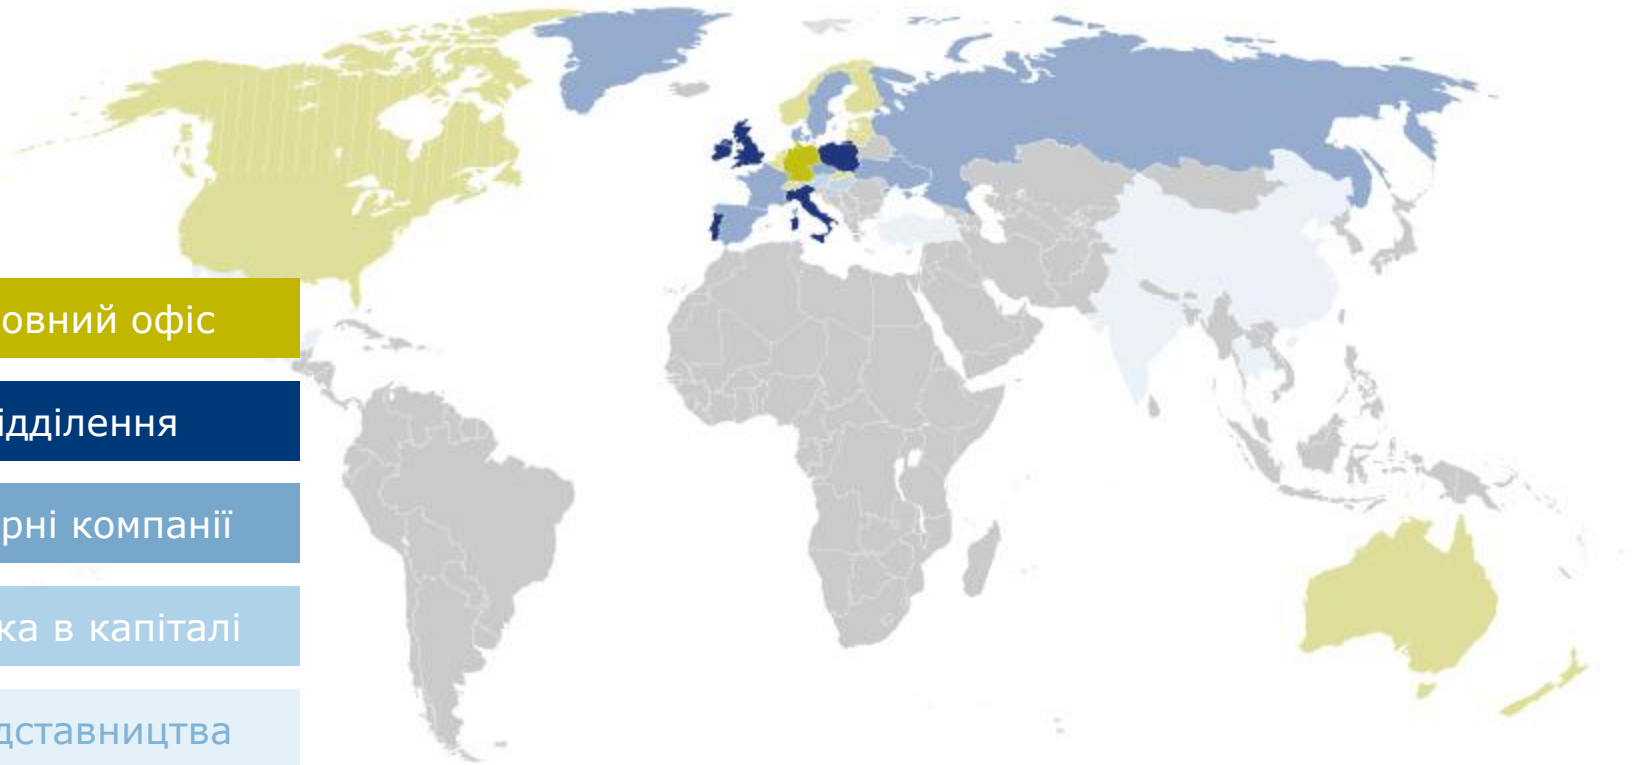 овний офіс
ідділення
рні компанії
ка в капіталі
дставництва